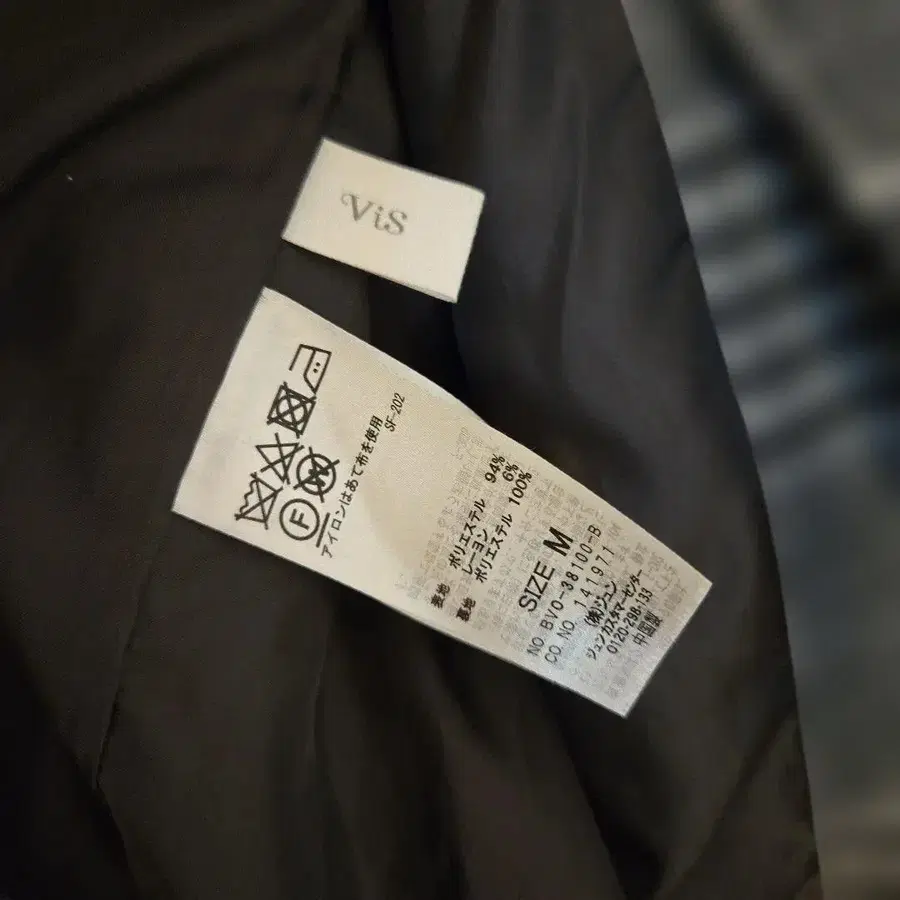 ViS
F
W
アイロンはあて布を使用
SF-202
表地 ポリエステル 94%
レーヨン 6%
裏地 ポリエステル 100%
SIZE M
NO. BVO-38100-B
CO. NO. 141971
(株)ジュン
ジュンカスタマーセンター
0120-298-133
中国製